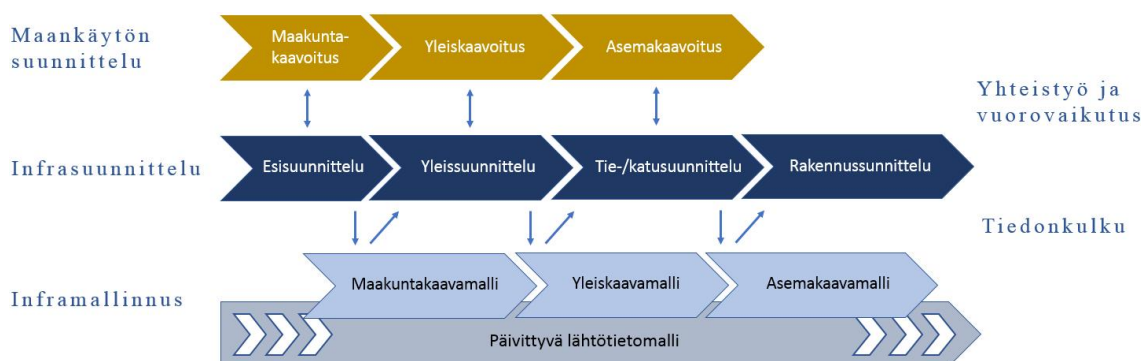 Maankäytön
suunnittelu
Maakunta-
kaavoitus
Yleiskaavoitus
Asemakaavoitus
Yhteistyö ja
vuorovaikutus
Infrasuunnittelu
Esisuunnittelu
Yleissuunnittelu
Tie-/katusuunnittelu
Rakennussunnittelu
Tiedonkulku
Inframallinnus
Maakuntakaavamalli
Yleiskaavamalli
Asemakaavamalli
Päivittyvä lähtötietomalli